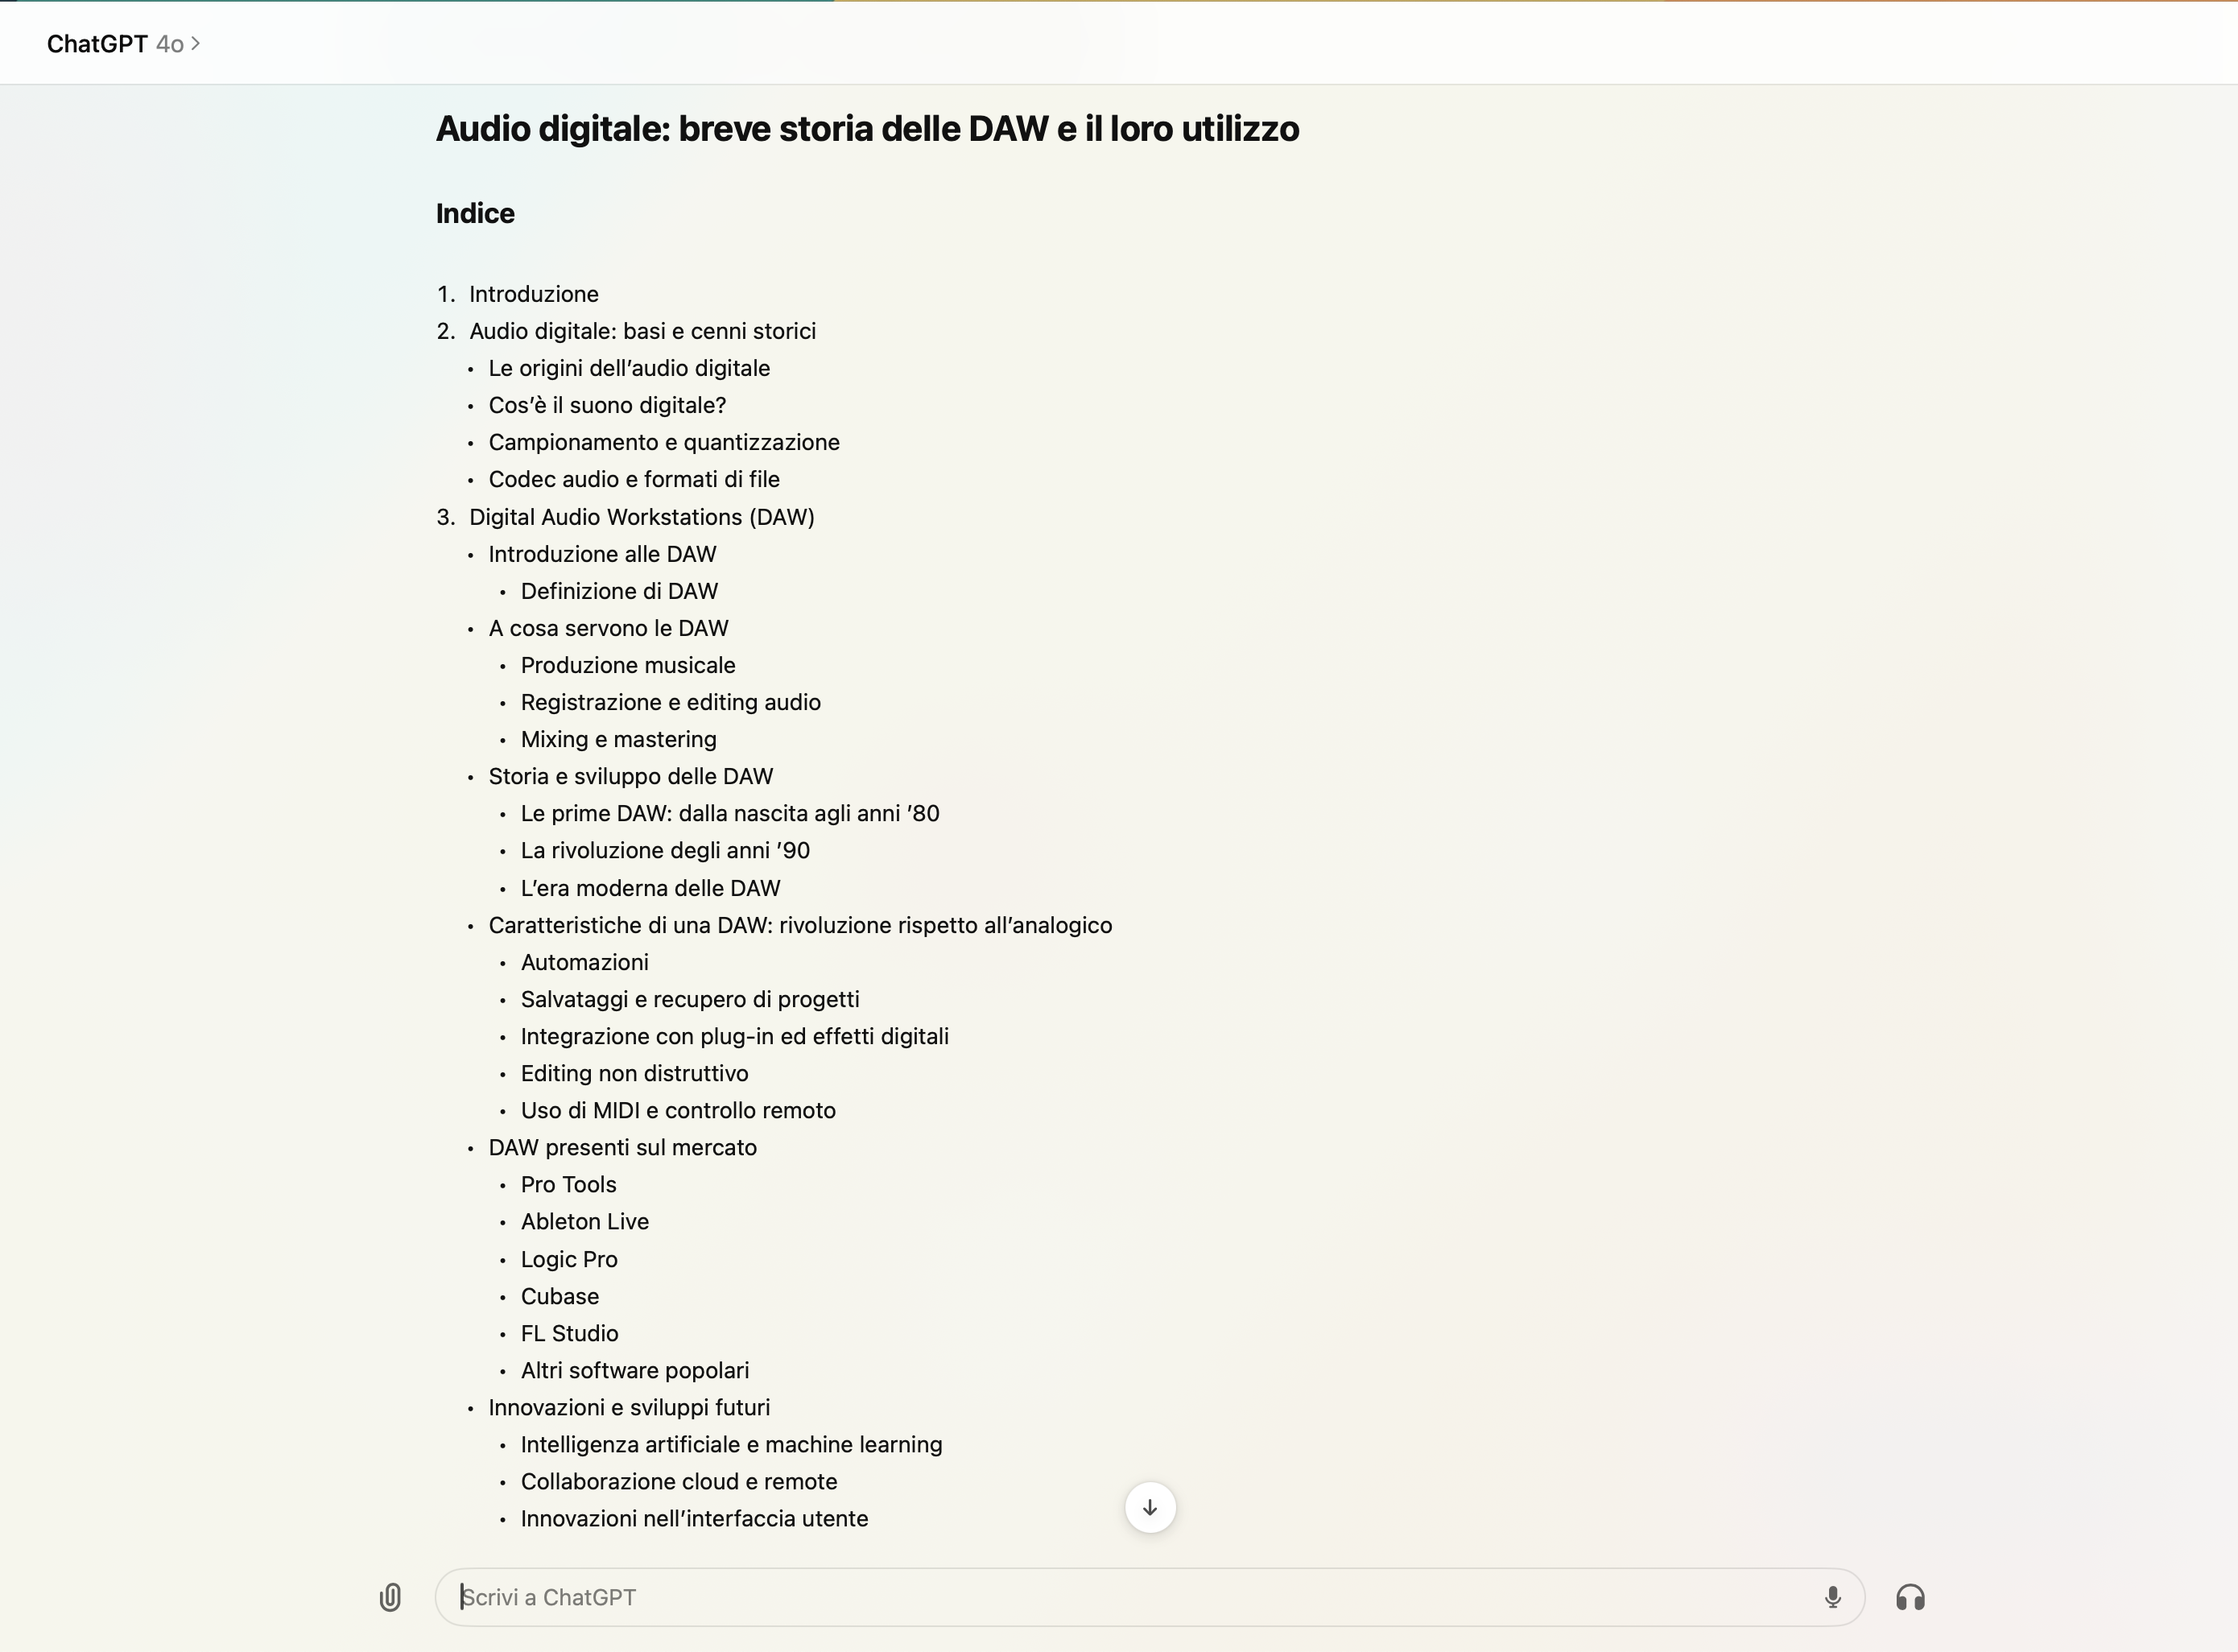 ChatGPT 4o >
Audio digitale: breve storia delle DAW e il loro utilizzo
Indice
1. Introduzione
2. Audio digitale: basi e cenni storici
• Le origini dell’audio digitale
• Cos’è il suono digitale?
• Campionamento e quantizzazione
• Codec audio e formati di file
3. Digital Audio Workstations (DAW)
• Introduzione alle DAW
• Definizione di DAW
• A cosa servono le DAW
• Produzione musicale
• Registrazione e editing audio
• Mixing e mastering
• Storia e sviluppo delle DAW
• Le prime DAW: dalla nascita agli anni ’80
• La rivoluzione degli anni ’90
• L’era moderna delle DAW
• Caratteristiche di una DAW: rivoluzione rispetto all’analogico
• Automazioni
• Salvataggi e recupero di progetti
• Integrazione con plug-in ed effetti digitali
• Editing non distruttivo
• Uso di MIDI e controllo remoto
• DAW presenti sul mercato
• Pro Tools
• Ableton Live
• Logic Pro
• Cubase
• FL Studio
• Altri software popolari
• Innovazioni e sviluppi futuri
• Intelligenza artificiale e machine learning
• Collaborazione cloud e remote
• Innovazioni nell’interfaccia utente
Scrivi a ChatGPT